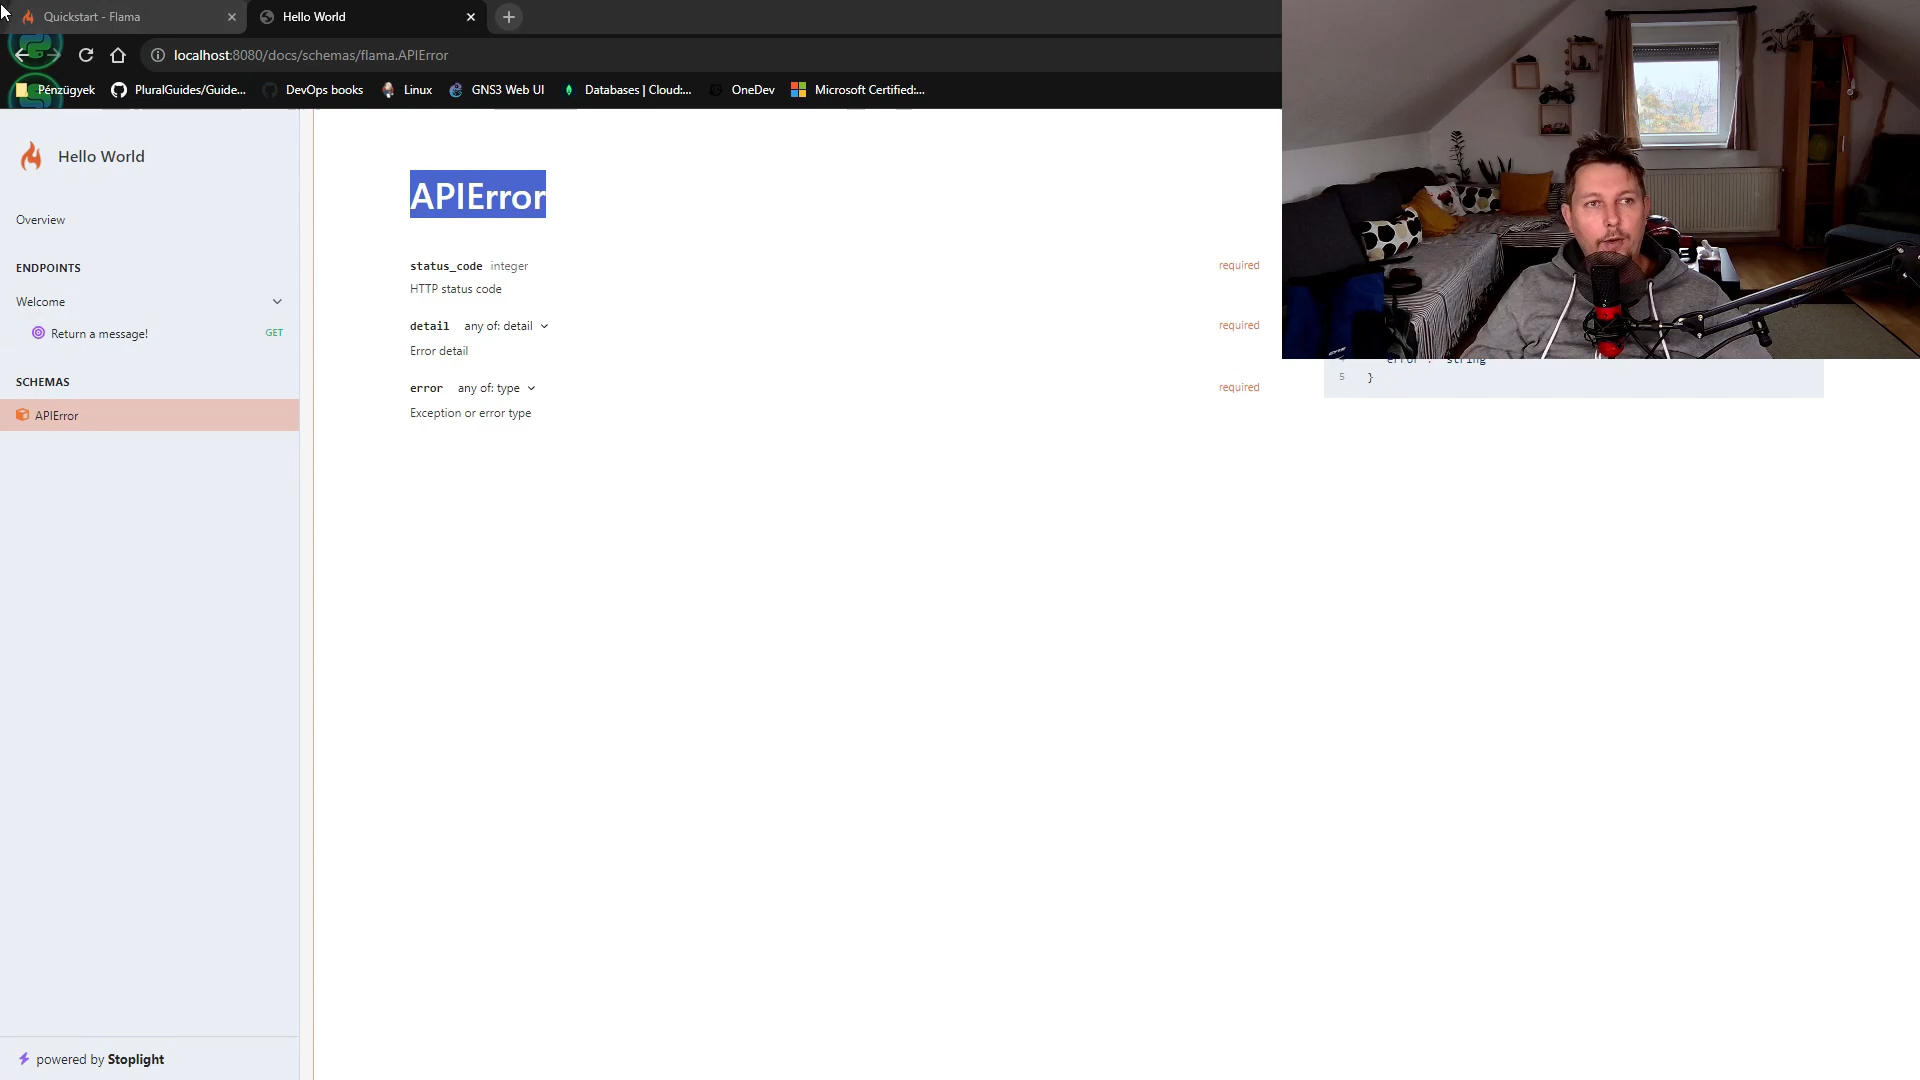 Quickstart - Flama
Hello World
localhost:8080/docs/schemas/flama.APIError
Pénzügyek
PluralGuides/Guide...
DevOps books
Linux
GNS3 Web UI
Databases | Cloud:...
OneDev
Microsoft Certified:...
Hello World
Overview
ENDPOINTS
Welcome
Return a message!
GET
SCHEMAS
APIError
APIError
status_code integer
required
HTTP status code
detail any of: detail
required
Error detail
error any of: type
required
Exception or error type
5 }
powered by Stoplight